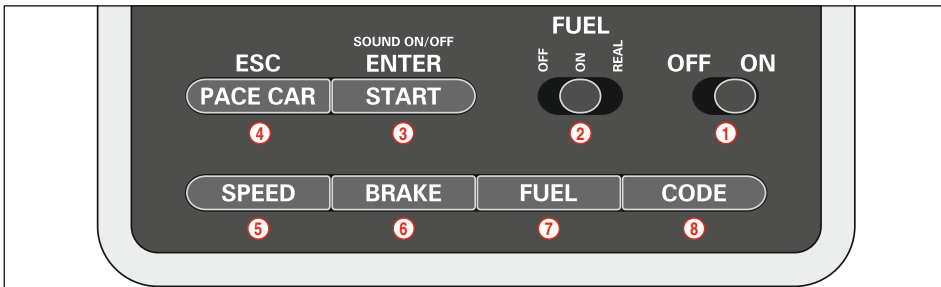 FUEL
SOUND ON/OFF
OFF ON REAL
ESC ENTER OFF ON
PACE CAR START
4 3 2 1
SPEED BRAKE FUEL CODE
5 6 7 8